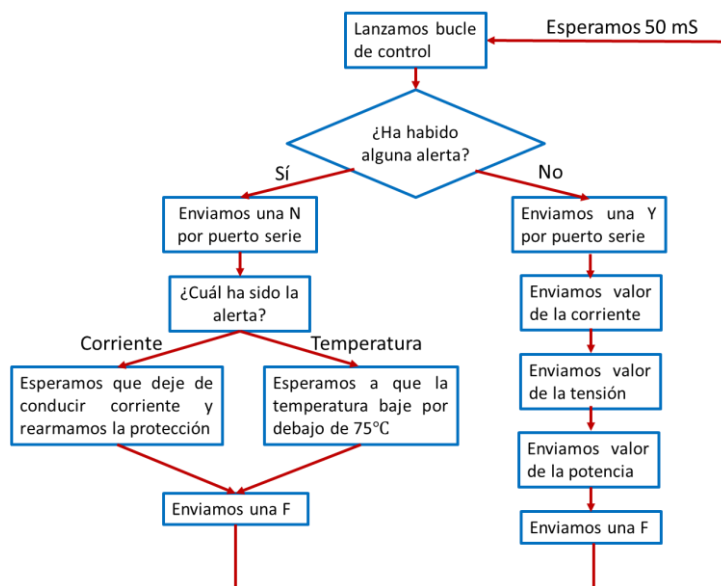 Lanzamos bucle
de control
Esperamos 50 mS
¿Ha habido
alguna alerta?
Sí
No
Enviamos una N
por puerto serie
Enviamos una Y
por puerto serie
¿Cuál ha sido la
alerta?
Enviamos valor
de la corriente
Corriente
Temperatura
Esperamos que deje de
conducir corriente y
rearmamos la protección
Esperamos a que la
temperatura baje por
debajo de 75℃
Enviamos valor
de la tensión
Enviamos valor
de la potencia
Enviamos una F
Enviamos una F